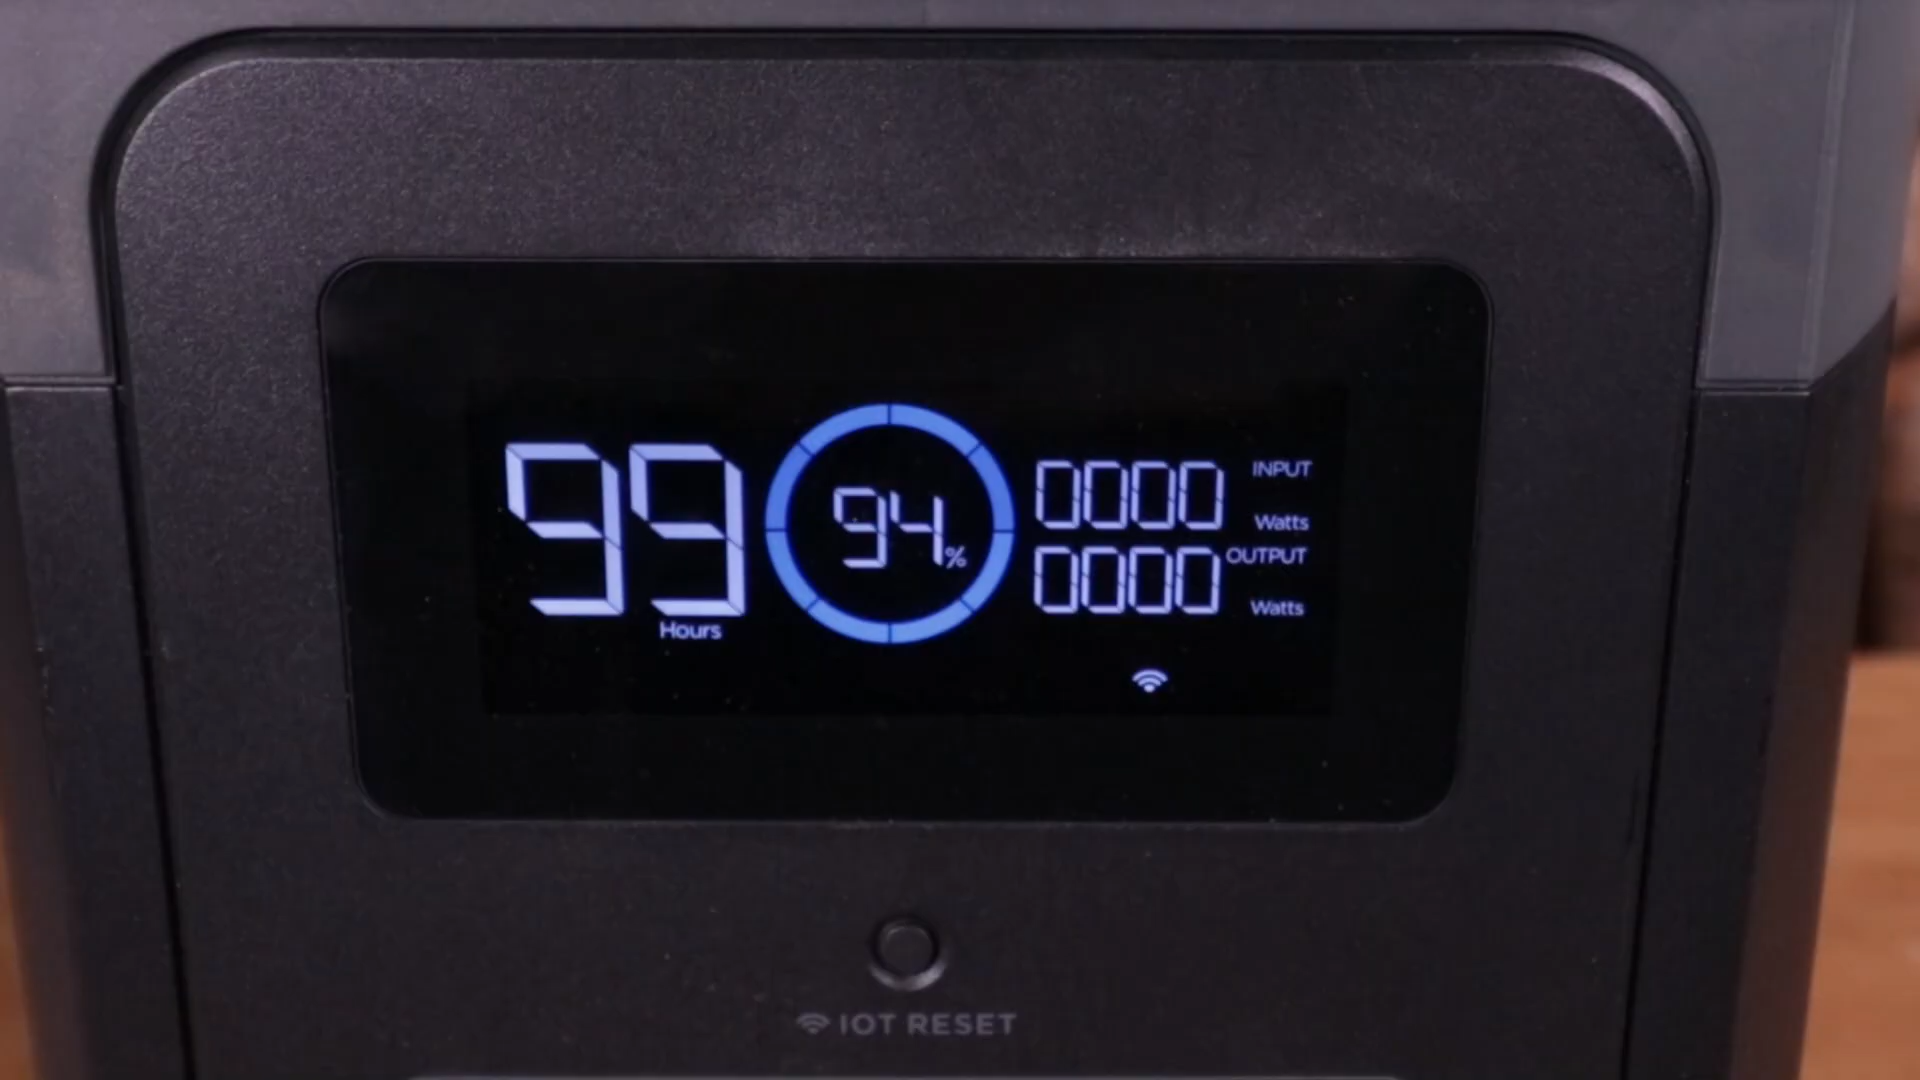 99
Hours
94%
0000 INPUT
Watts
0000 OUTPUT
Watts
IOT RESET